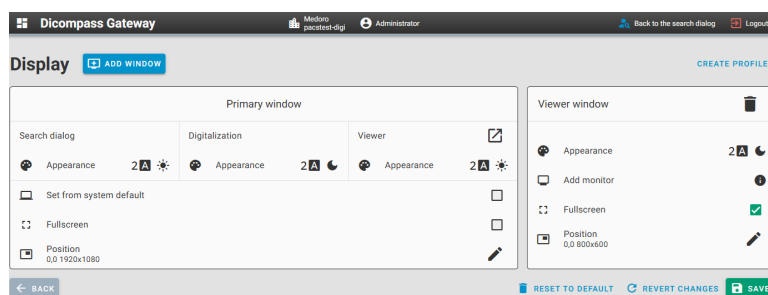 Dicompass Gateway
Medoro
pacstest-digi
Administrator
Back to the search dialog
Logout
Display
ADD WINDOW
CREATE PROFILE
Primary window
Search dialog
Digitalization
Viewer
Appearance 2 A
Appearance 2 A
Appearance 2 A
Set from system default
Fullscreen
Position
0,0 1920x1080
Viewer window
Appearance 2 A
Add monitor
Fullscreen
Position
0,0 800x600
BACK
RESET TO DEFAULT
REVERT CHANGES
SAVE